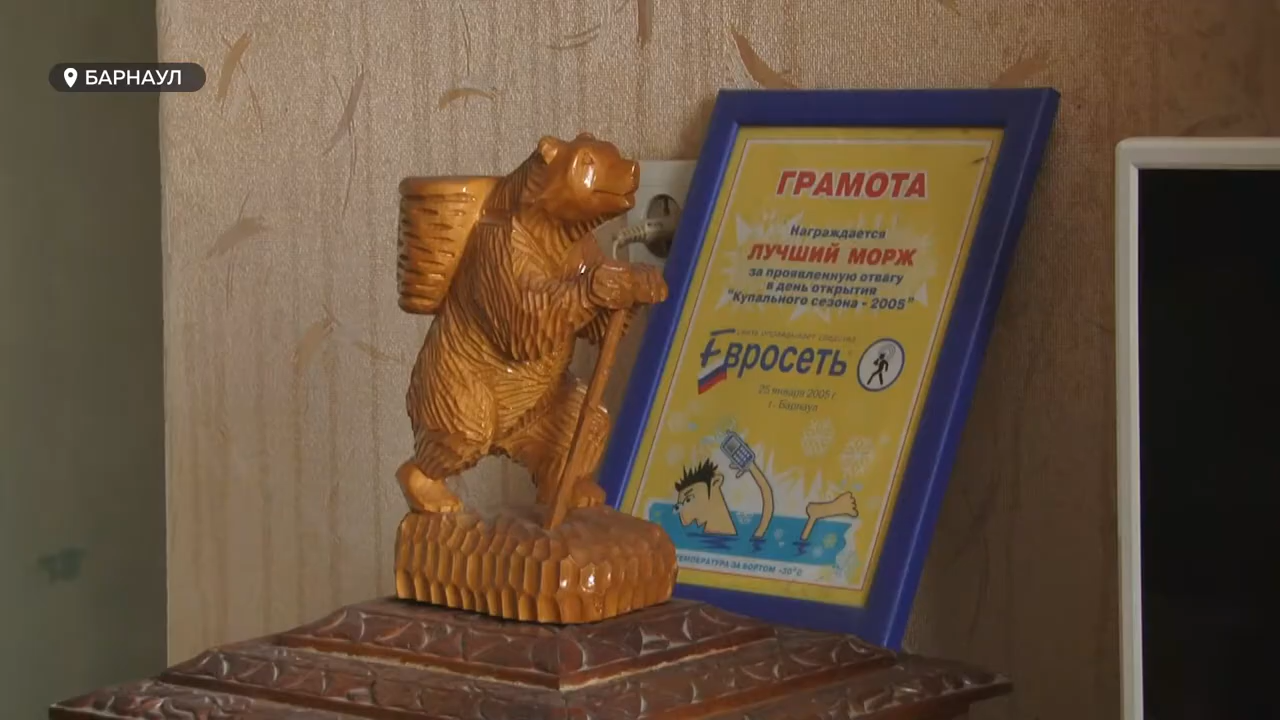 БАРНАУЛ
ГРАМОТА
Награждается
ЛУЧШИЙ МОРЖ
за проявленную отвагу
в день открытия
"Купального сезона - 2005"
Евросеть
25 января 2005 г
г. Барнаул
ТЕМПЕРАТУРА ЗА БОРТОМ -20°C